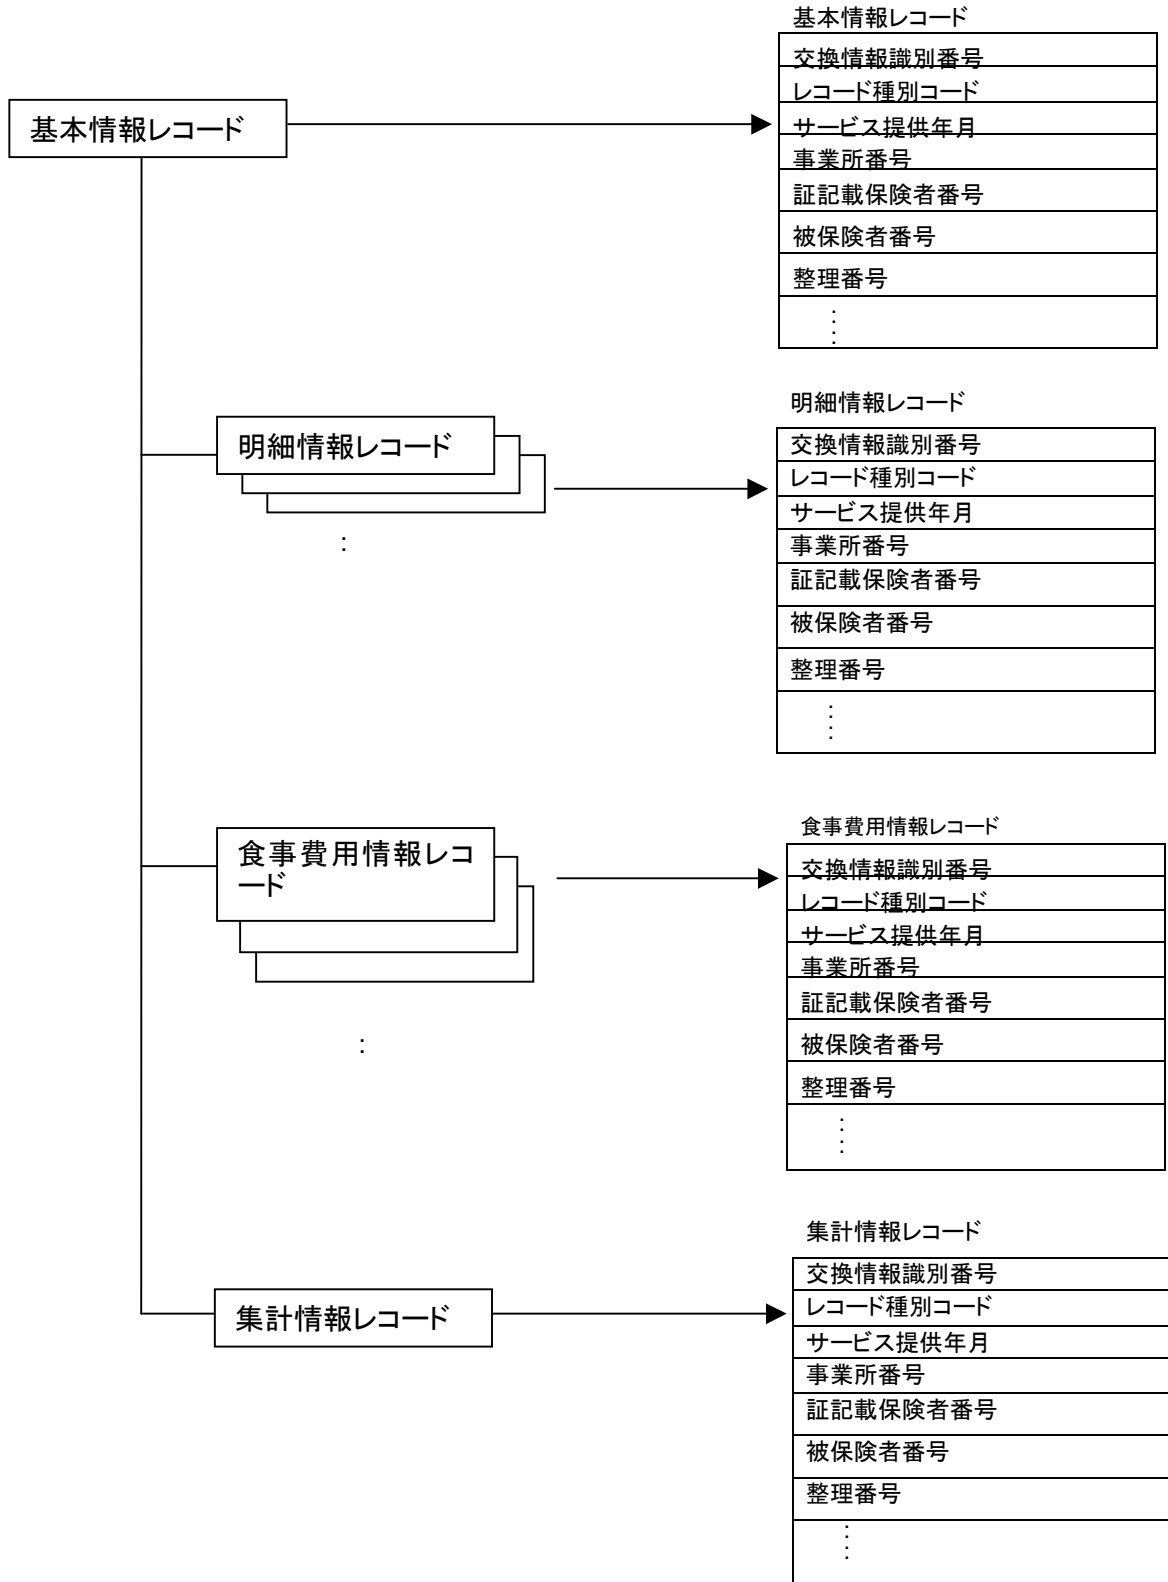 基本情報レコード
基本情報レコード
交換情報識別番号
レコード種別コード
サービス提供年月
事業所番号
証記載保険者番号
被保険者番号
整理番号
:
:
明細情報レコード
:
明細情報レコード
交換情報識別番号
レコード種別コード
サービス提供年月
事業所番号
証記載保険者番号
被保険者番号
整理番号
:
:
食事費用情報レコ
ード
:
食事費用情報レコード
交換情報識別番号
レコード種別コード
サービス提供年月
事業所番号
証記載保険者番号
被保険者番号
整理番号
:
:
集計情報レコード
集計情報レコード
交換情報識別番号
レコード種別コード
サービス提供年月
事業所番号
証記載保険者番号
被保険者番号
整理番号
:
: